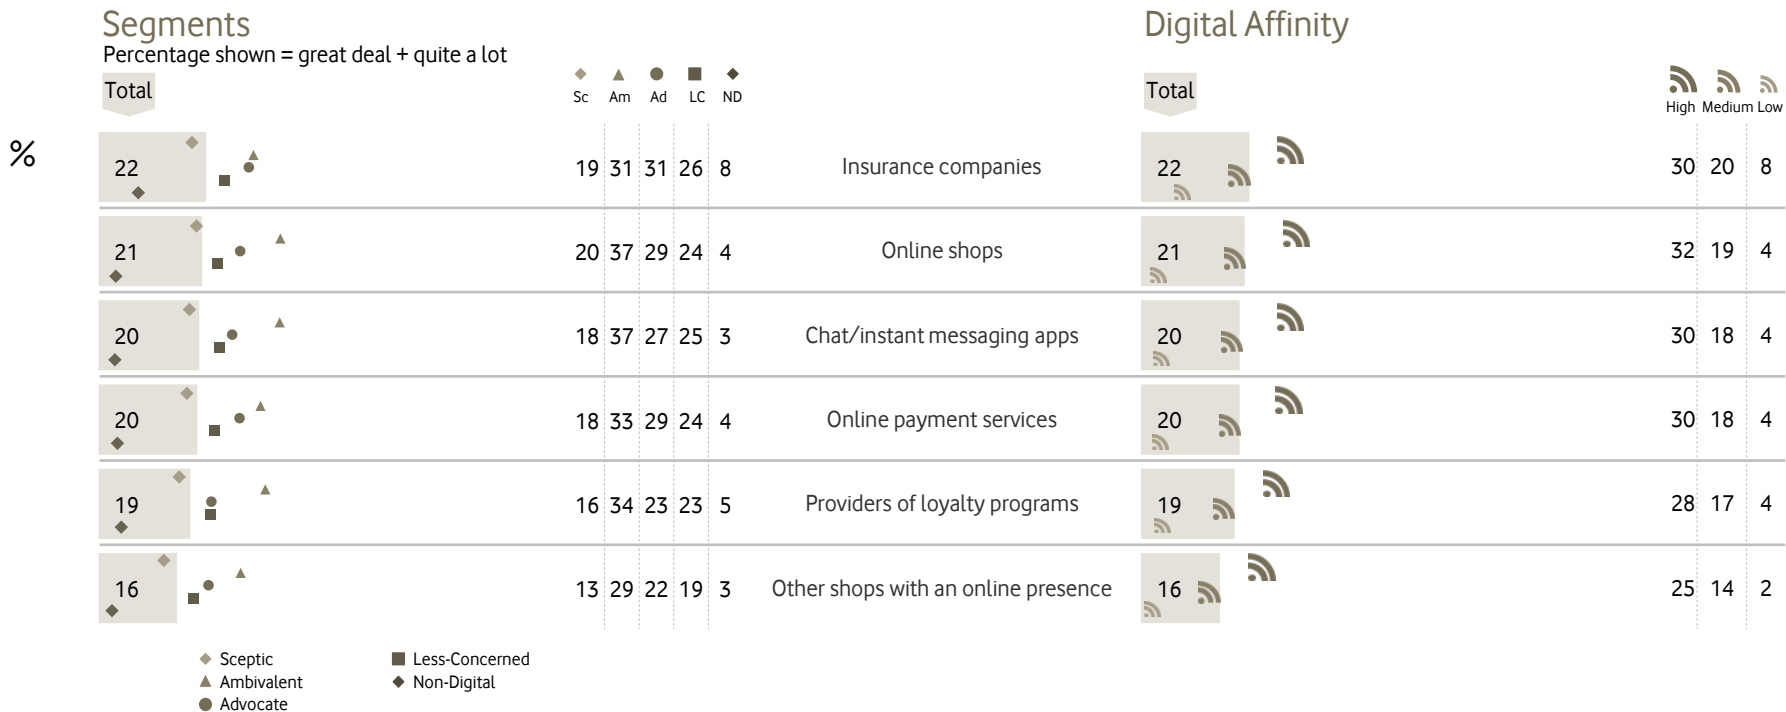 Segments
Percentage shown = great deal + quite a lot
Digital Affinity
Total
Sc Am Ad LC ND
Total
High Medium Low
%
22 19 31 31 26 8 Insurance companies 22 30 20 8
21 20 37 29 24 4 Online shops 21 32 19 4
20 18 37 27 25 3 Chat/instant messaging apps 20 30 18 4
20 18 33 29 24 4 Online payment services 20 30 18 4
19 16 34 23 23 5 Providers of loyalty programs 19 28 17 4
16 13 29 22 19 3 Other shops with an online presence 16 25 14 2
Sceptic
Ambivalent
Advocate
Less-Concerned
Non-Digital